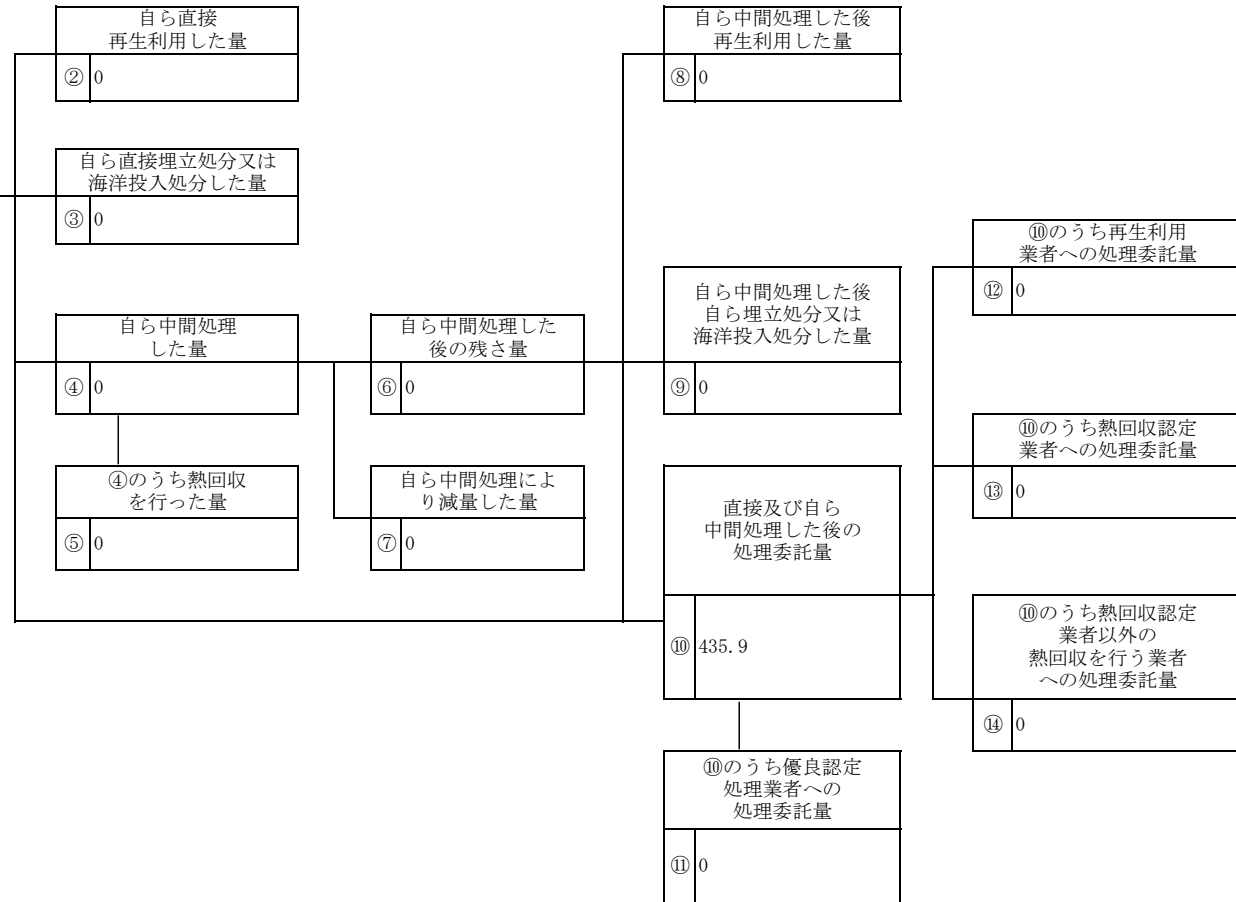 自ら直接
再生利用した量
② 0
自ら中間処理した後
再生利用した量
⑧ 0
自ら直接埋立処分又は
海洋投入処分した量
③ 0
⑩のうち再生利用
業者への処理委託量
⑫ 0
自ら中間処理した後
自ら埋立処分又は
海洋投入処分した量
⑨ 0
自ら中間処理
した量
④ 0
自ら中間処理した
後の残さ量
⑥ 0
⑩のうち熱回収認定
業者への処理委託量
⑬ 0
④のうち熱回収
を行った量
⑤ 0
自ら中間処理によ
り減量した量
⑦ 0
直接及び自ら
中間処理した後の
処理委託量
⑩ 435.9
⑩のうち熱回収認定
業者以外の
熱回収を行う業者
への処理委託量
⑭ 0
⑩のうち優良認定
処理業者への
処理委託量
⑪ 0